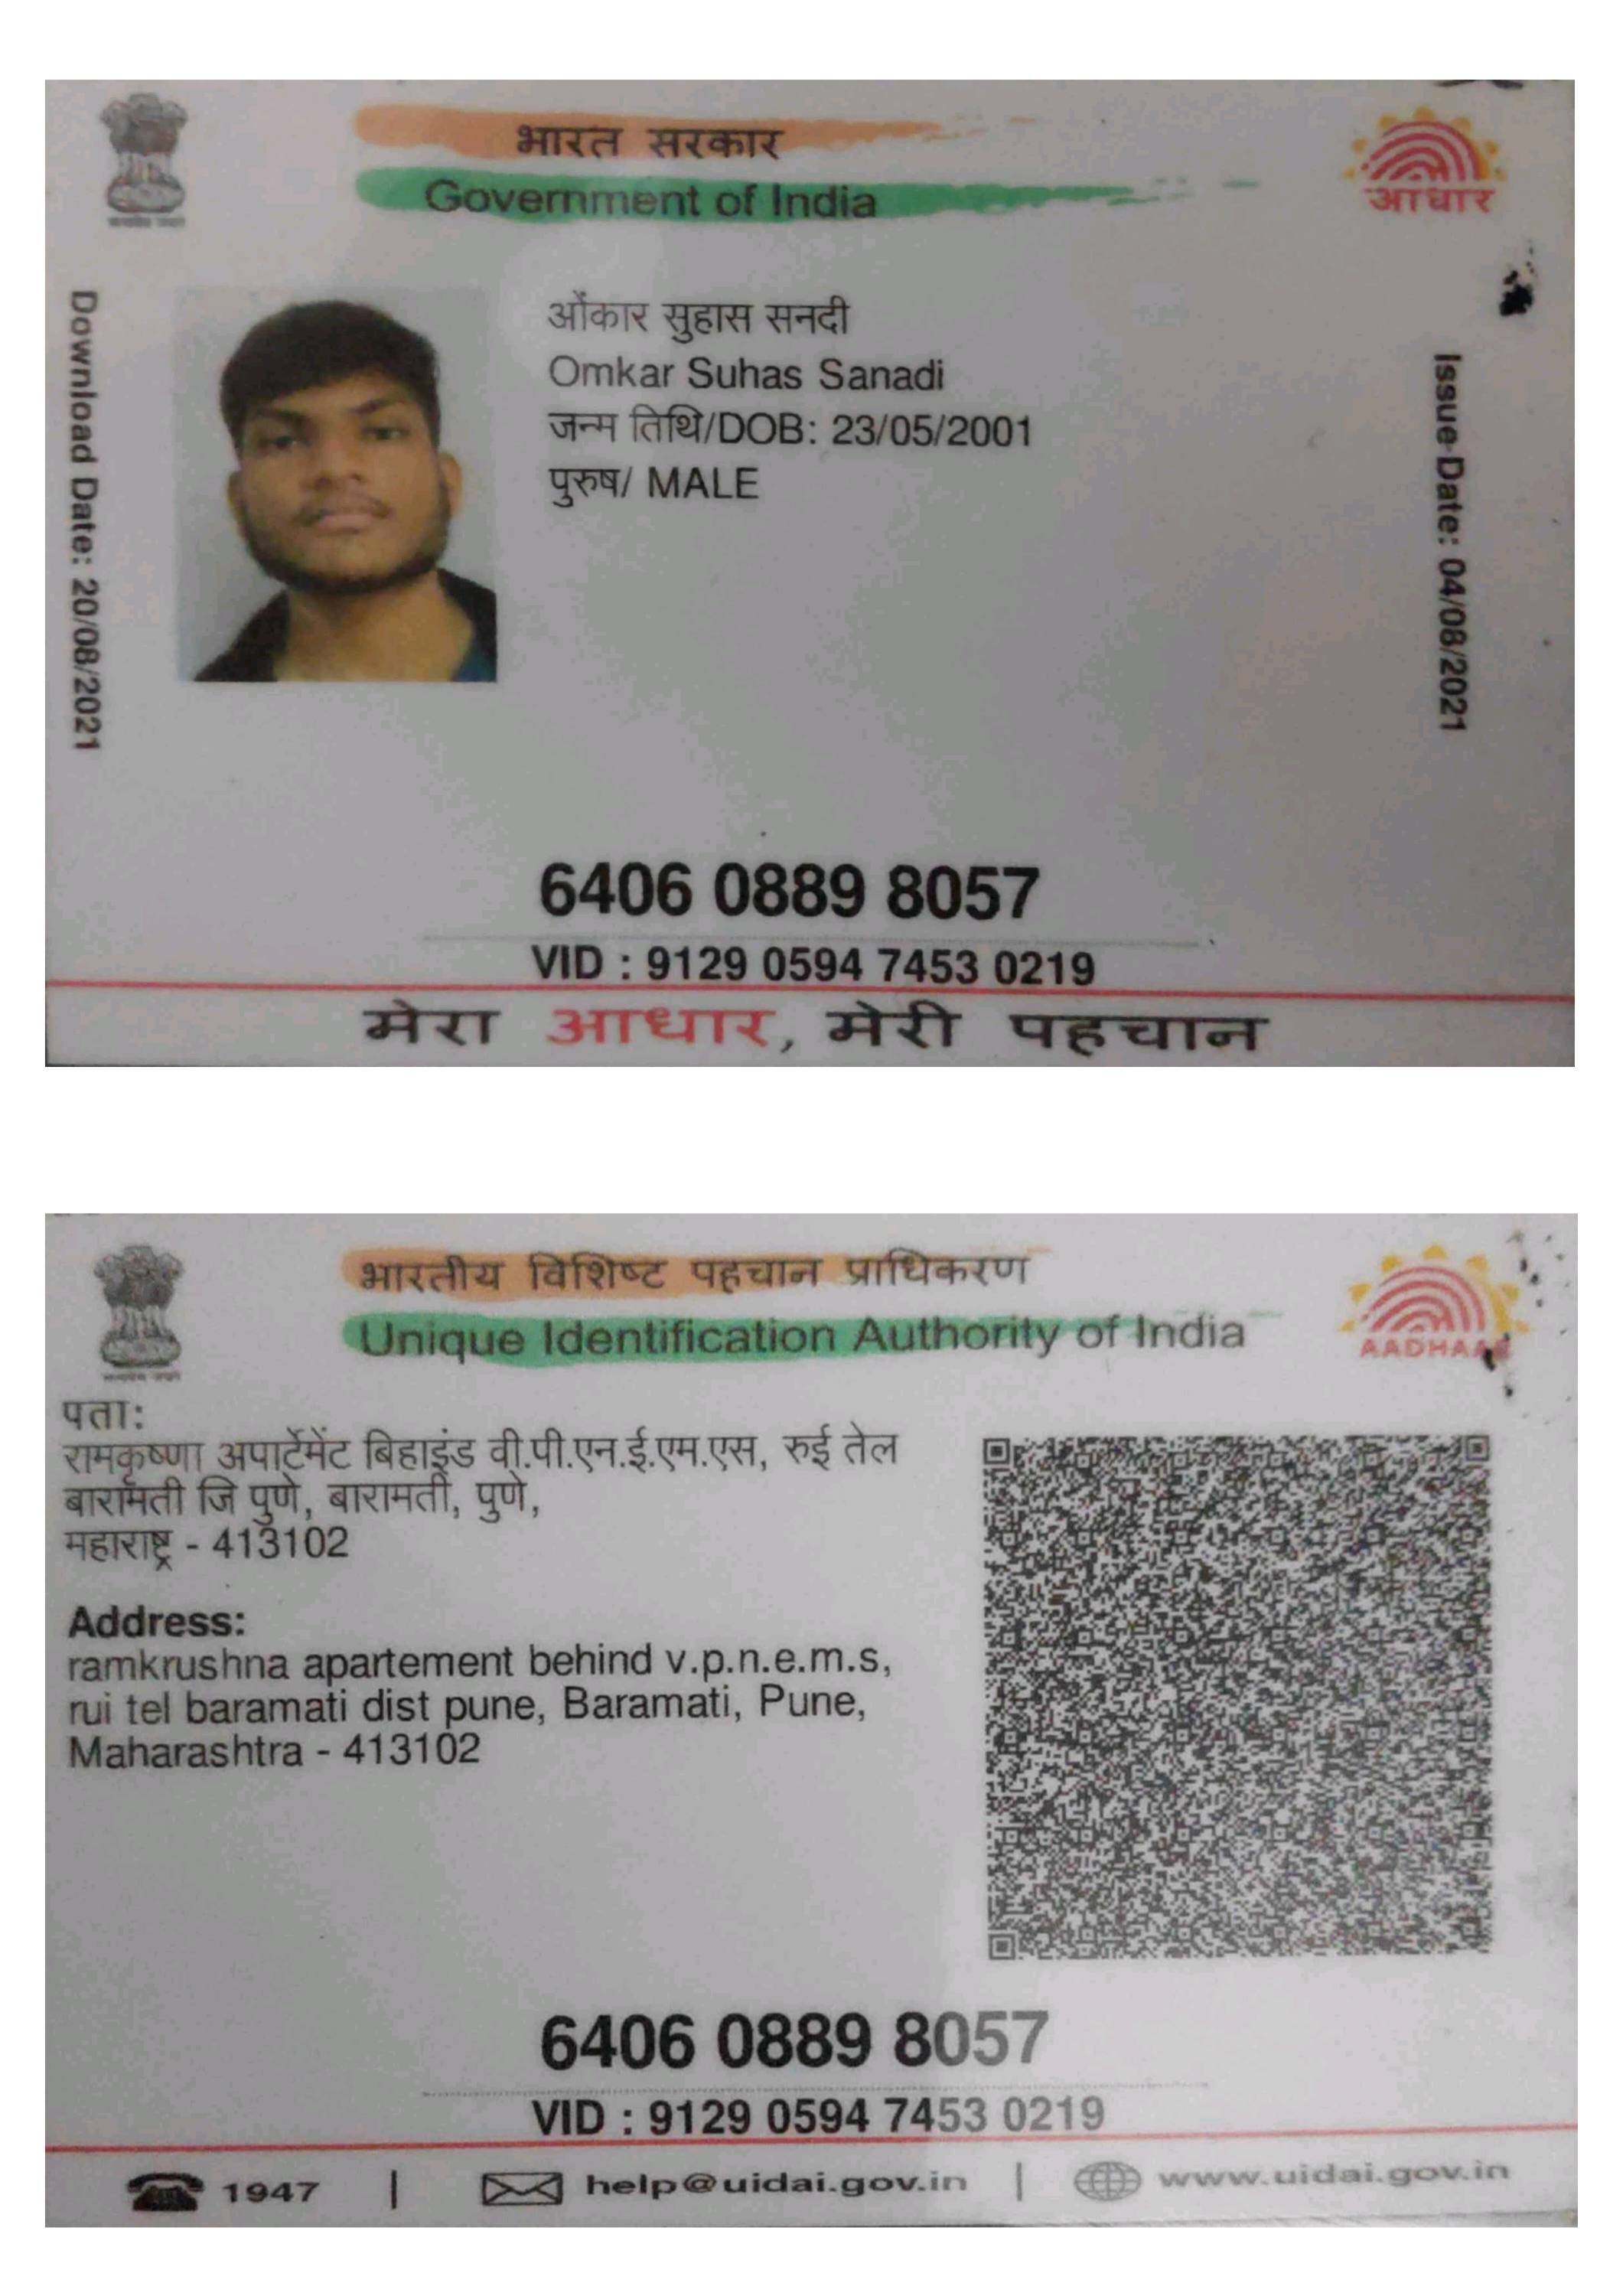 भारत सरकार
Government of India
आधार
Download Date: 20/08/2021
ओंकार सुहास सनदी
Omkar Suhas Sanadi
जन्म तिथि/DOB: 23/05/2001
पुरुष/ MALE
Issue Date: 04/08/2021
6406 0889 8057
VID : 9129 0594 7453 0219
मेरा आधार, मेरी पहचान
भारतीय विशिष्ट पहचान प्राधिकरण
Unique Identification Authority of India
AADHAAR
पता:
रामकृष्णा अपार्टेमेंट बिहाइंड वी.पी.एन.ई.एम.एस, रुई तेल
बारामती जि पुणे, बारामती, पुणे,
महाराष्ट्र - 413102
Address:
ramkrushna apartement behind v.p.n.e.m.s,
rui tel baramati dist pune, Baramati, Pune,
Maharashtra - 413102
6406 0889 8057
VID : 9129 0594 7453 0219
1947 | help@uidai.gov.in | www.uidai.gov.in